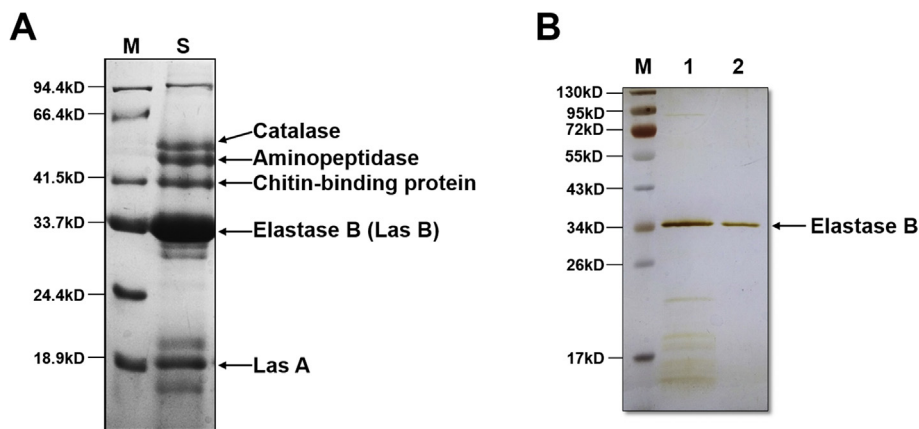 A
M S
94.4kD
66.4kD
41.5kD
33.7kD
24.4kD
18.9kD
Catalase
Aminopeptidase
Chitin-binding protein
Elastase B (Las B)
Las A
B
M 1 2
130kD
95kD
72kD
55kD
43kD
34kD
26kD
17kD
Elastase B